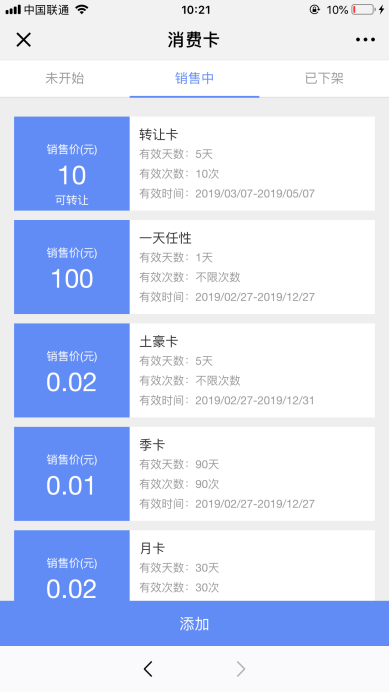 中国联通 10:21 10%
消费卡
未开始 销售中 已下架
销售价(元)
10
可转让
转让卡
有效天数：5天
有效次数：10次
有效时间：2019/03/07-2019/05/07
销售价(元)
100
一天任性
有效天数：1天
有效次数：不限次数
有效时间：2019/02/27-2019/12/27
销售价(元)
0.02
土豪卡
有效天数：5天
有效次数：不限次数
有效时间：2019/02/27-2019/12/31
销售价(元)
0.01
季卡
有效天数：90天
有效次数：90次
有效时间：2019/02/27-2019/12/27
销售价(元)
0.02
月卡
有效天数：30天
有效次数：30次
添加